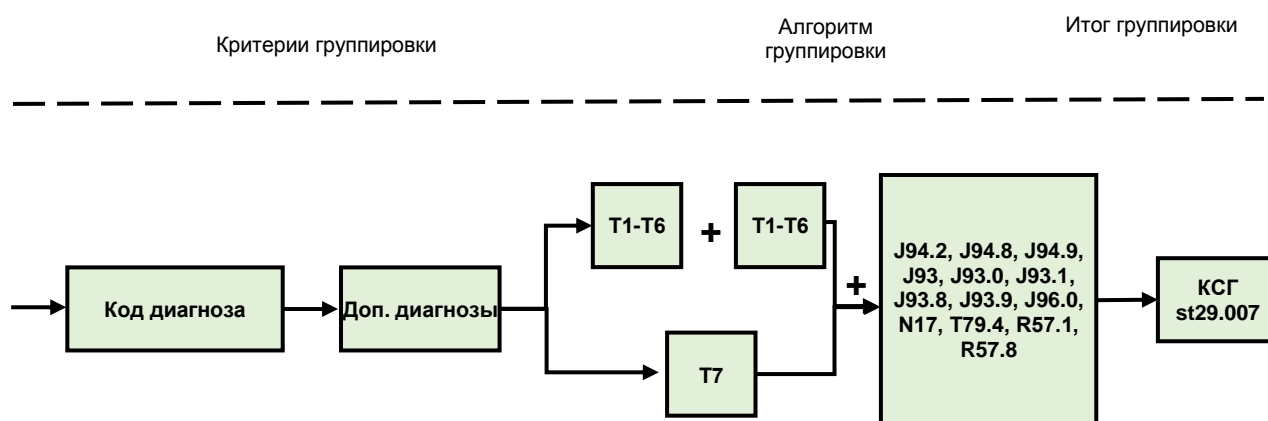 Критерии группировки
Алгоритм
группировки
Итог группировки
Код диагноза
Доп. диагнозы
T1-T6
+
T1-T6
T7
+
J94.2, J94.8, J94.9,
J93, J93.0, J93.1,
J93.8, J93.9, J96.0,
N17, T79.4, R57.1,
R57.8
КСГ
st29.007